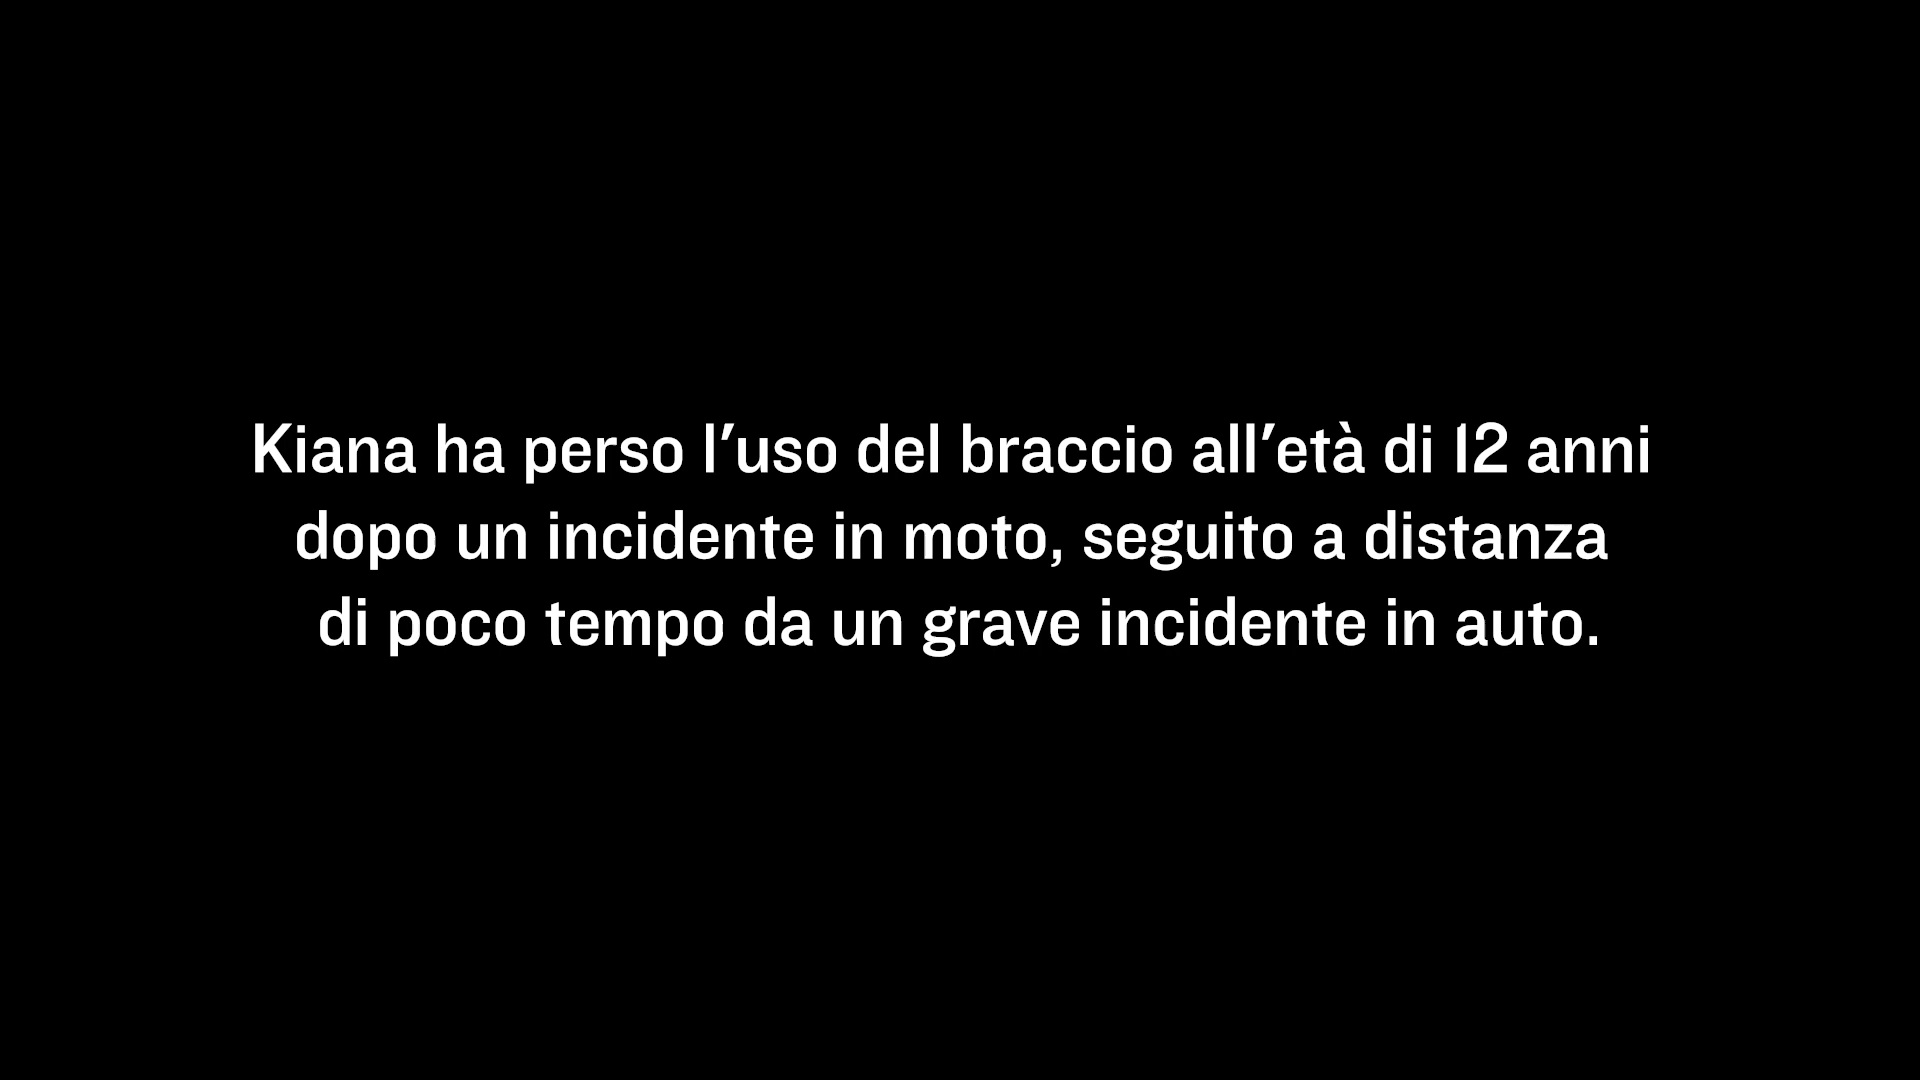 Kiana ha perso l'uso del braccio all'età di 12 anni
dopo un incidente in moto, seguito a distanza
di poco tempo da un grave incidente in auto.